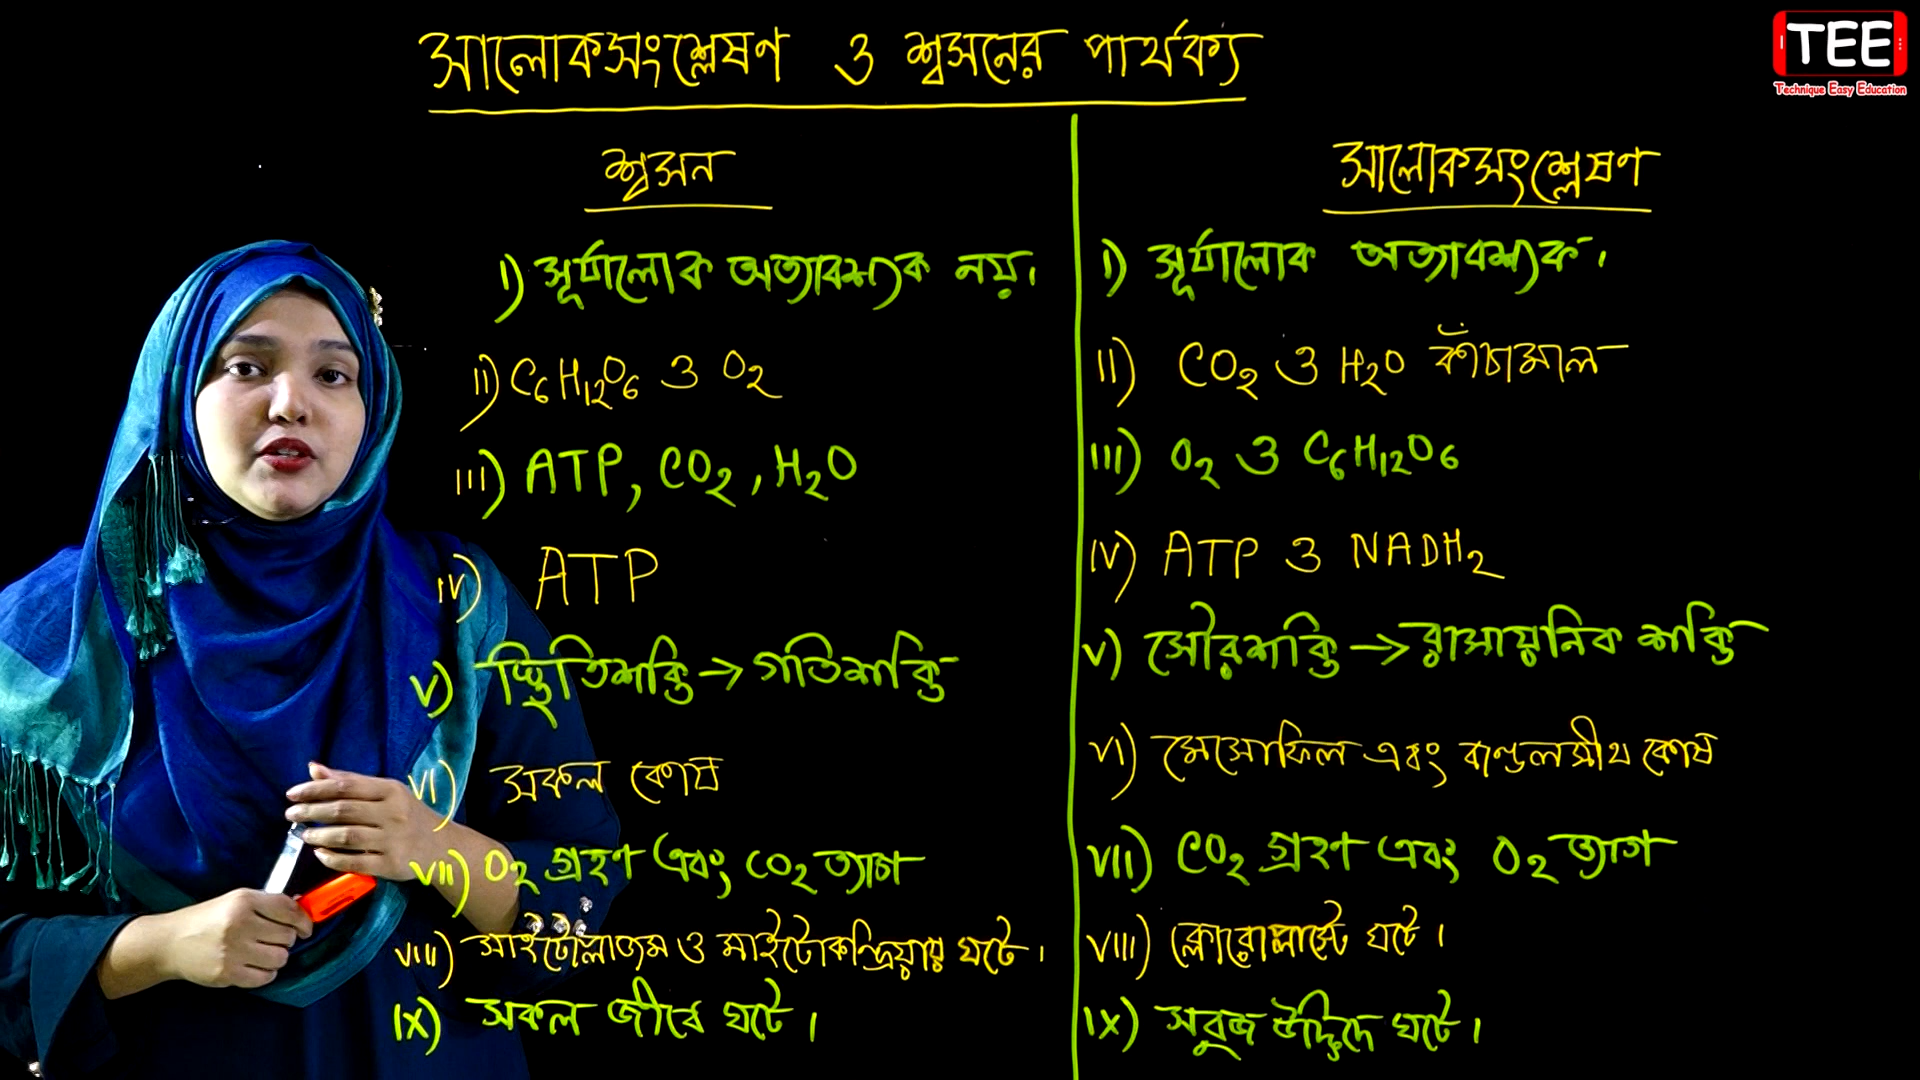 আলোকসংশ্লেষণ ও শ্বসনের পার্থক্য
TEE
Technique Easy Education
শ্বসন
i) সূর্যালোক অত্যাবশ্যক নয়।
ii) C₆H₁₂O₆ ও O₂
iii) ATP, CO₂, H₂O
iv) ATP
v) স্থিতিশক্তি → গতিশক্তি
vi) সকল কোষ
vii) O₂ গ্রহণ এবং CO₂ ত্যাগ
viii) সাইটোপ্লাজম ও মাইটোকন্ড্রিয়ায় ঘটে।
ix) সকল জীবে ঘটে।
আলোকসংশ্লেষণ
i) সূর্যালোক অত্যাবশ্যক।
ii) CO₂ ও H₂O কাঁচামাল
iii) O₂ ও C₆H₁₂O₆
iv) ATP ও NADH₂
v) সৌরশক্তি → রাসায়নিক শক্তি
vi) মেসোফিল এবং বান্ডলসীথ কোষ
vii) CO₂ গ্রহণ এবং O₂ ত্যাগ
viii) ক্লোরোপ্লাস্টে ঘটে।
ix) সবুজ উদ্ভিদে ঘটে।